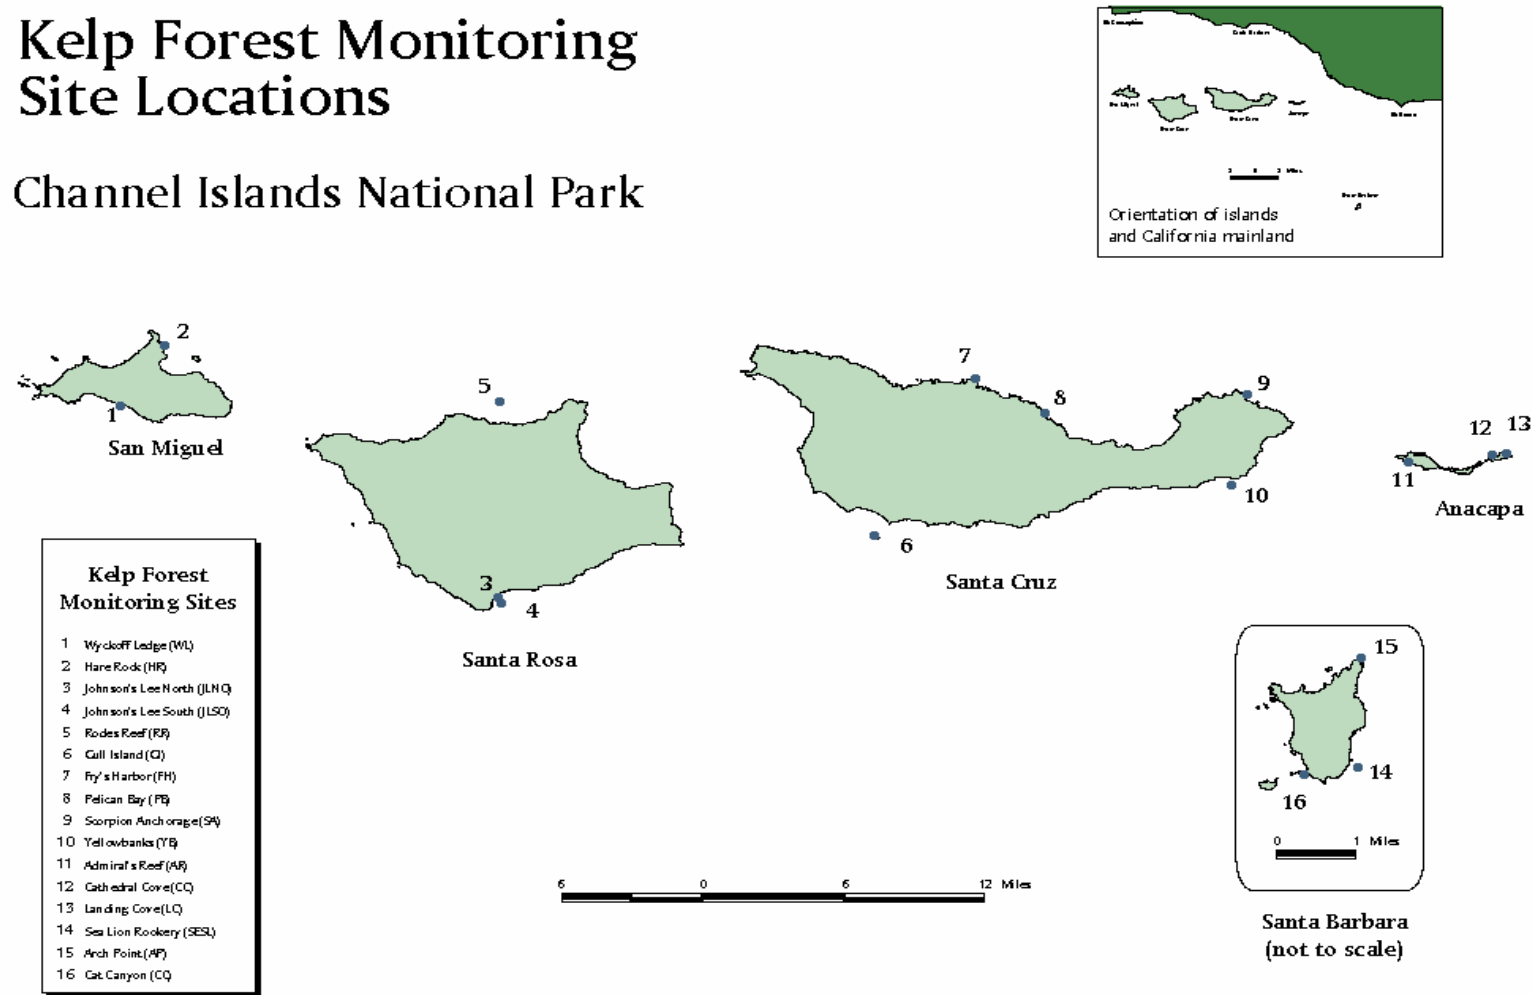 Kelp Forest Monitoring
Site Locations
Channel Islands National Park
Orientation of islands
and California mainland
2
1
San Miguel
5
3
4
Santa Rosa
7
8
9
10
6
Santa Cruz
12 13
11
Anacapa
Kelp Forest
Monitoring Sites
1 Wyckoff Ledge (WL)
2 Hare Rock (HR)
3 Johnson's Lee North (JLNO)
4 Johnson's Lee South (JLSO)
5 Rodes Reef (RR)
6 Gull Island (GI)
7 Fry's Harbor (FH)
8 Pelican Bay (PB)
9 Scorpion Anchorage (SA)
10 Yellowbanks (YB)
11 Admiral's Reef (AR)
12 Cathedral Cove (CC)
13 Landing Cove (LC)
14 Sea Lion Rookery (SESL)
15 Arch Point (AP)
16 Cat Canyon
6 0 6 12 Miles
15
14
16
0 1 Miles
Santa Barbara
(not to scale)